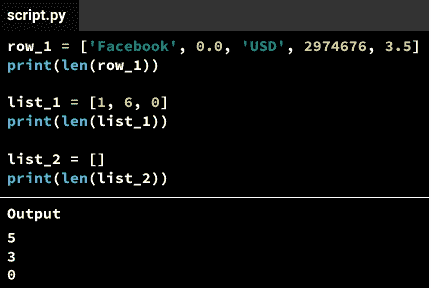 script.py
row_1 = ['Facebook', 0.0, 'USD', 2974676, 3.5]
print(len(row_1))
list_1 = [1, 6, 0]
print(len(list_1))
list_2 = []
print(len(list_2))
Output
5
3
0